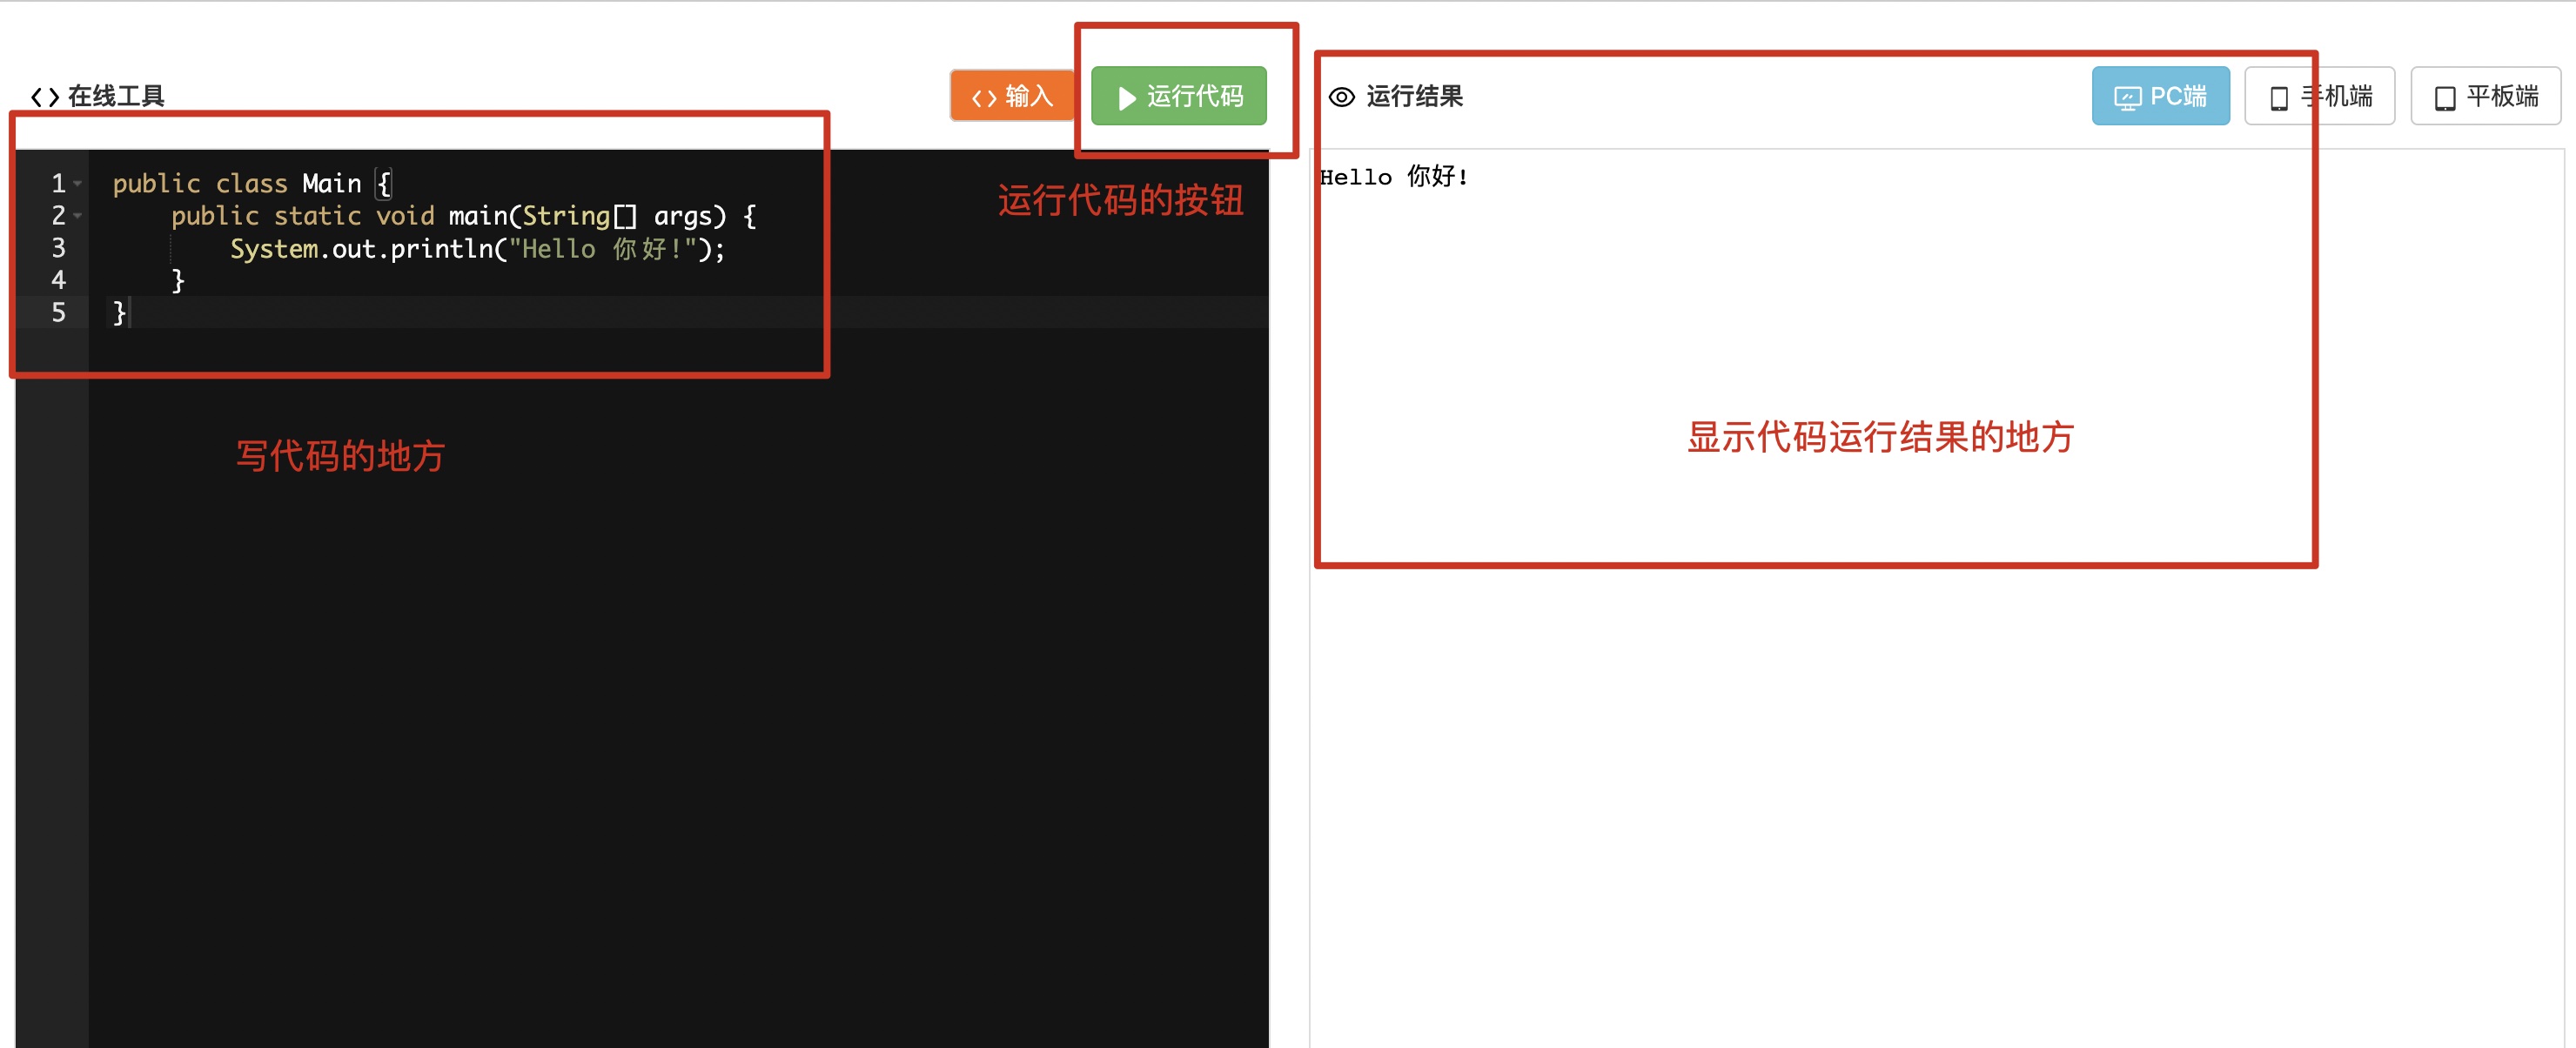 在线工具
输入
运行代码
运行结果
PC端
手机端
平板端
1 public class Main {
2 public static void main(String[] args) {
3 System.out.println("Hello 你好!");
4 }
5 }
运行代码的按钮
写代码的地方
Hello 你好!
显示代码运行结果的地方